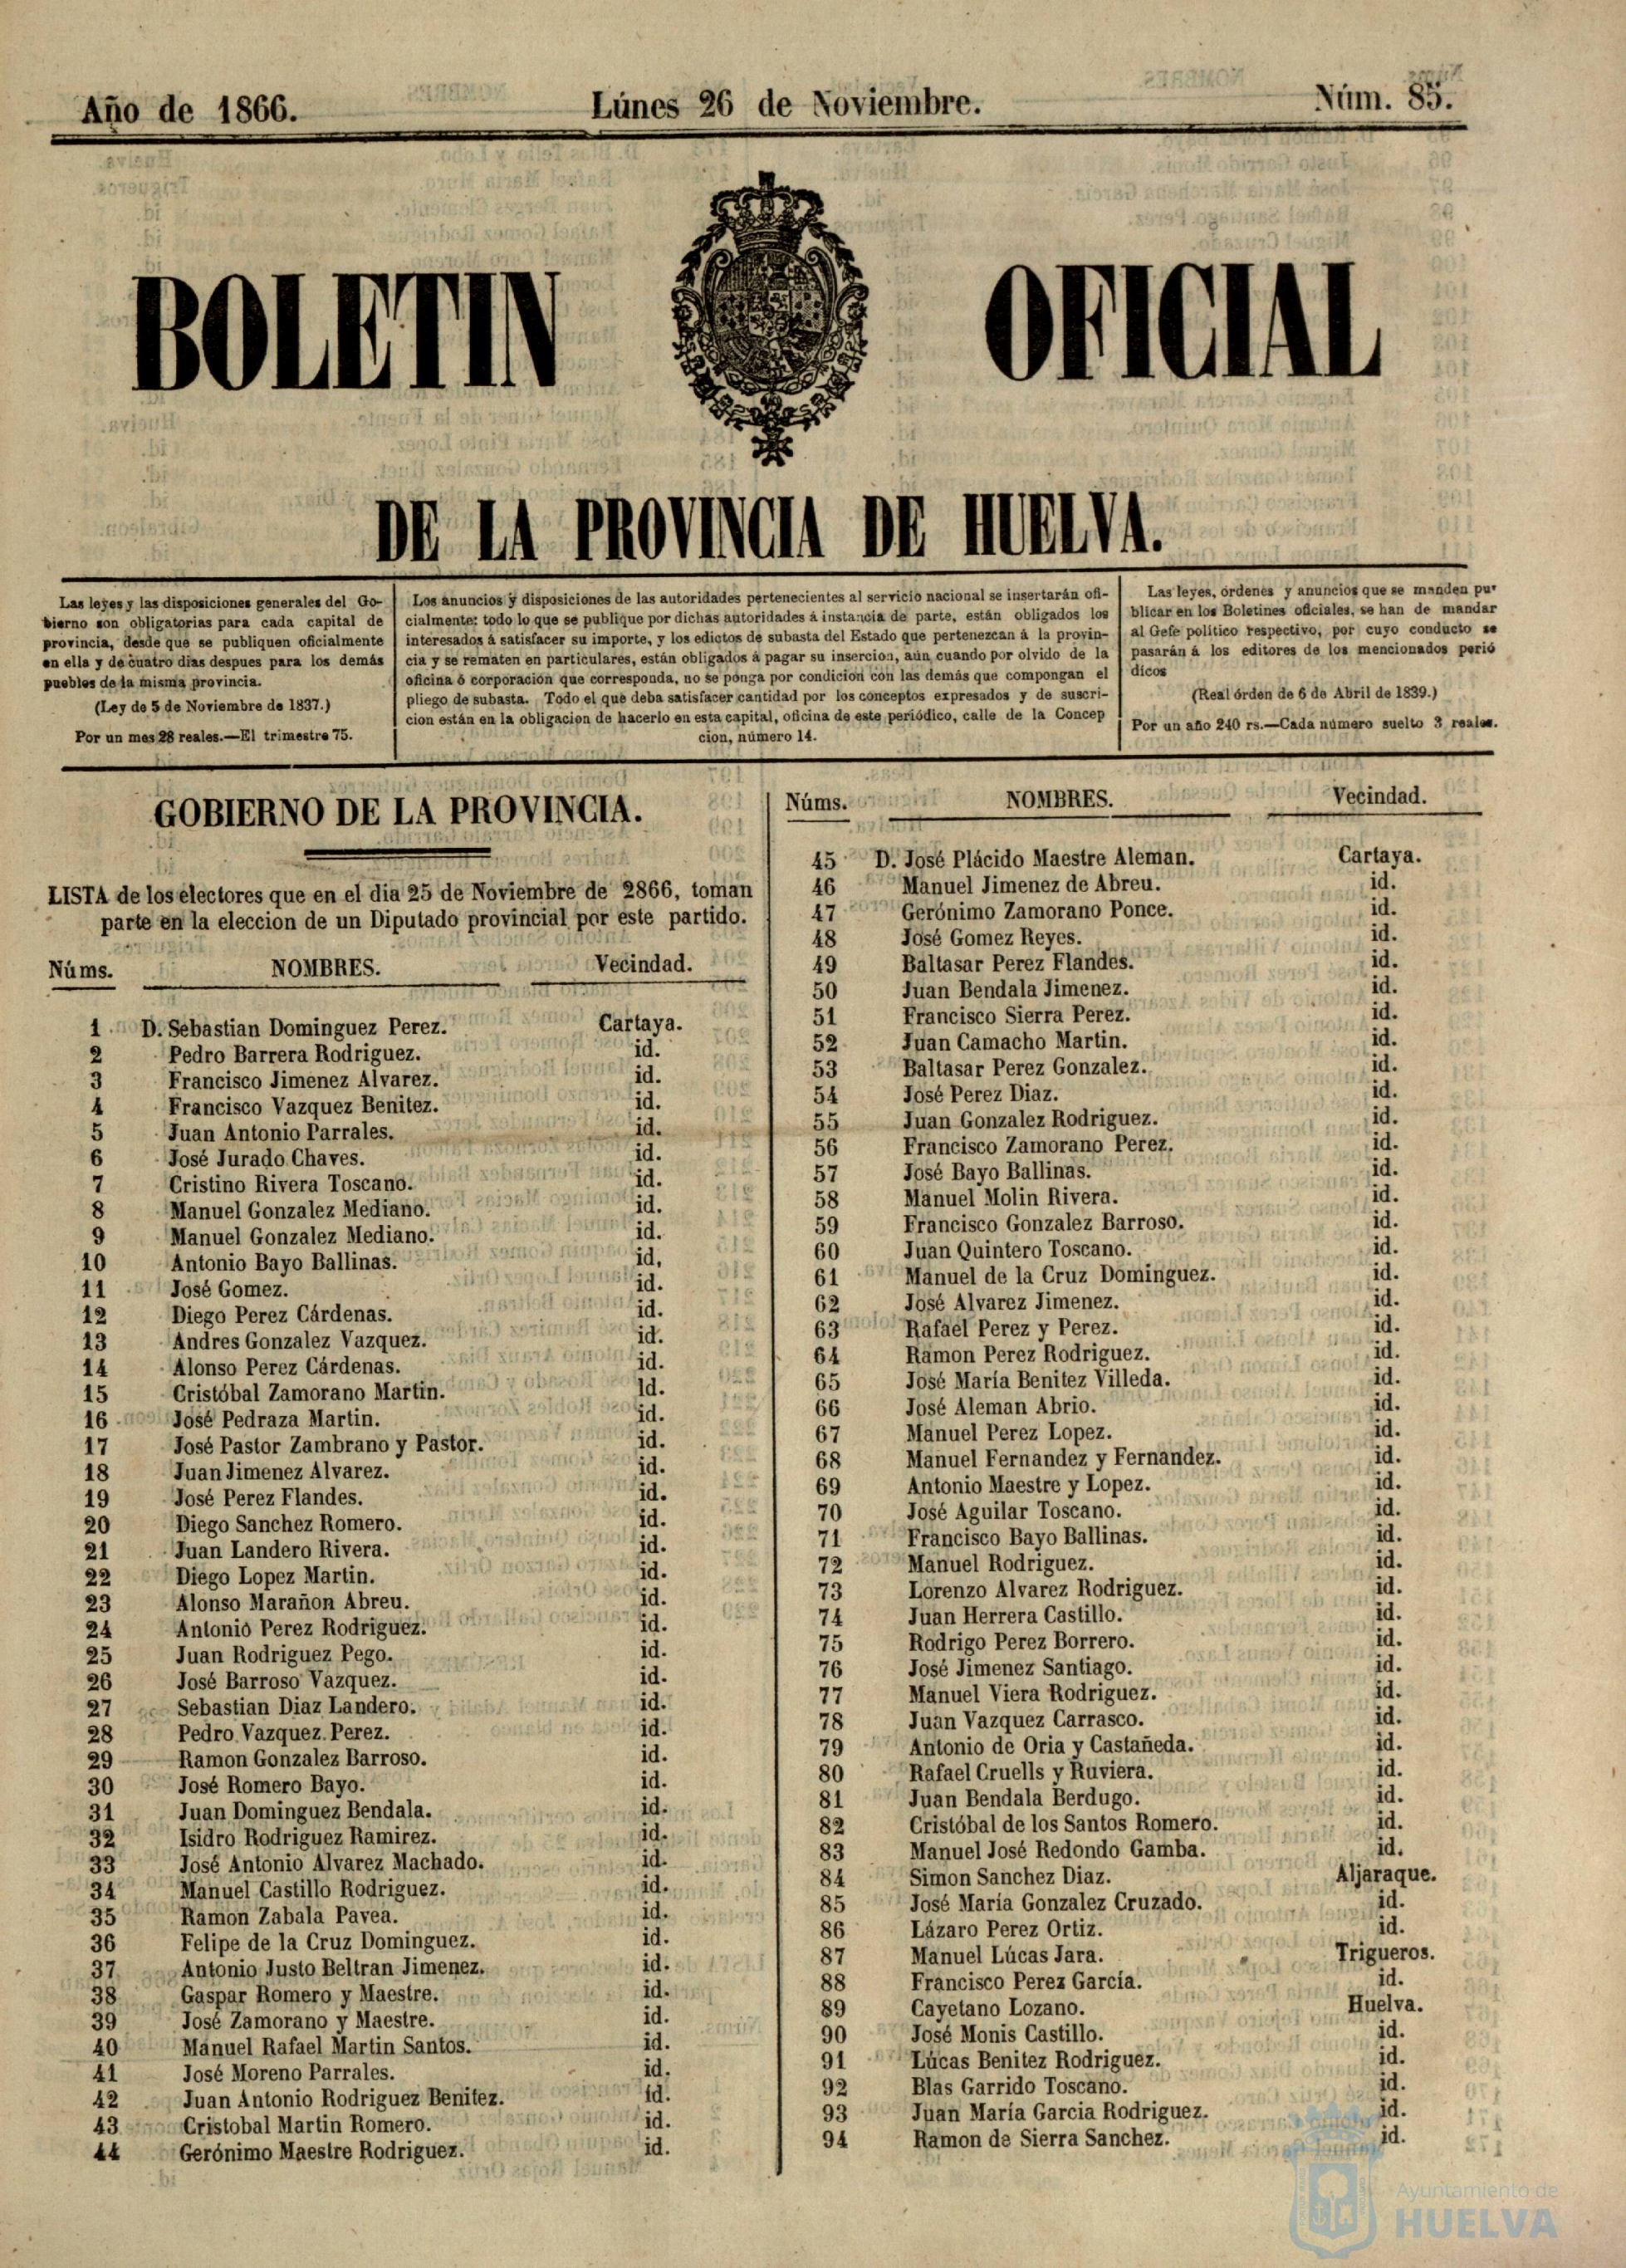 Año de 1866.
Lúnes 26 de Noviembre.
Núm. 85.
BOLETIN OFICIAL
DE LA PROVINCIA DE HUELVA.
Las leyes y las disposiciones generales del Go-
bierno son obligatorias para cada capital de
provincia, desde que se publiquen oficialmente
en ella y de cuatro dias despues para los demás
pueblos de la misma provincia.
(Ley de 5 de Noviembre de 1837.)
Por un mes 28 reales.—El trimestre 75.
Los anuncios y disposiciones de las autoridades pertenecientes al servicio nacional se insertarán ofi-
cialmente: todo lo que se publique por dichas autoridades á instancia de parte, están obligados los
interesados á satisfacer su importe, y los edictos de subasta del Estado que pertenezcan á la provin-
cia y se rematen en particulares, están obligados á pagar su insercion, aun cuando por olvido de la
oficina ó corporacion que corresponda, no se ponga por condicion con las demás que compongan el
pliego de subasta. Todo el que deba satisfacer cantidad por los conceptos expresados y de suscri-
cion están en la obligacion de hacerlo en esta capital, oficina de este periódico, calle de la Concep
cion, número 14.
Las leyes, órdenes y anuncios que se manden pu-
blicar en los Boletines oficiales, se han de mandar
al Gefe político respectivo, por cuyo conducto se
pasarán á los editores de los mencionados perió
dicos
(Real órden de 6 de Abril de 1839.)
Por un año 240 rs.—Cada número suelto 3 reales.
GOBIERNO DE LA PROVINCIA.
LISTA de los electores que en el dia 25 de Noviembre de 2866, toman
parte en la eleccion de un Diputado provincial por este partido.
Núms. NOMBRES. Vecindad.
1 D. Sebastian Dominguez Perez. Cartaya.
2 Pedro Barrera Rodriguez. id.
3 Francisco Jimenez Alvarez. id.
4 Francisco Vazquez Benitez. id.
5 Juan Antonio Parrales. id.
6 José Jurado Chaves. id.
7 Cristino Rivera Toscano. id.
8 Manuel Gonzalez Mediano. id.
9 Manuel Gonzalez Mediano. id.
10 Antonio Bayo Ballinas. id,
11 José Gomez. id.
12 Diego Perez Cárdenas. id.
13 Andres Gonzalez Vazquez. id.
14 Alonso Perez Cárdenas. id.
15 Cristóbal Zamorano Martin. Id.
16 José Pedraza Martin. id.
17 José Pastor Zambrano y Pastor. id.
18 Juan Jimenez Alvarez. id.
19 José Perez Flandes. id.
20 Diego Sanchez Romero. id.
21 Juan Landero Rivera. id.
22 Diego Lopez Martin. id.
23 Alonso Marañon Abreu. id.
24 Antonio Perez Rodriguez. id.
25 Juan Rodriguez Pego. id.
26 José Barroso Vazquez. id.
27 Sebastian Diaz Landero. id.
28 Pedro Vazquez Perez. id.
29 Ramon Gonzalez Barroso. id.
30 José Romero Bayo. id.
31 Juan Dominguez Bendala. id.
32 Isidro Rodriguez Ramirez. id.
33 José Antonio Alvarez Machado. id.
34 Manuel Castillo Rodriguez. id.
35 Ramon Zabala Pavea. id.
36 Felipe de la Cruz Dominguez. id.
37 Antonio Justo Beltran Jimenez. id.
38 Gaspar Romero y Maestre. id.
39 José Zamorano y Maestre. id.
40 Manuel Rafael Martin Santos. id.
41 José Moreno Parrales. id.
42 Juan Antonio Rodriguez Benitez. id.
43 Cristobal Martin Romero. id.
44 Gerónimo Maestre Rodriguez. id.
Núms. NOMBRES. Vecindad.
45 D. José Plácido Maestre Aleman. Cartaya.
46 Manuel Jimenez de Abreu. id.
47 Gerónimo Zamorano Ponce. id.
48 José Gomez Reyes. id.
49 Baltasar Perez Flandes. id.
50 Juan Bendala Jimenez. id.
51 Francisco Sierra Perez. id.
52 Juan Camacho Martin. id.
53 Baltasar Perez Gonzalez. id.
54 José Perez Diaz. id.
55 Juan Gonzalez Rodriguez. id.
56 Francisco Zamorano Perez. id.
57 José Bayo Ballinas. id.
58 Manuel Molin Rivera. id.
59 Francisco Gonzalez Barroso. id.
60 Juan Quintero Toscano. id.
61 Manuel de la Cruz Dominguez. id.
62 José Alvarez Jimenez. id.
63 Rafael Perez y Perez. id.
64 Ramon Perez Rodriguez. id.
65 José María Benitez Villeda. id.
66 José Aleman Abrio. id.
67 Manuel Perez Lopez. id.
68 Manuel Fernandez y Fernandez. id.
69 Antonio Maestre y Lopez. id.
70 José Aguilar Toscano. id.
71 Francisco Bayo Ballinas. id.
72 Manuel Rodriguez. id.
73 Lorenzo Alvarez Rodriguez. id.
74 Juan Herrera Castillo. id.
75 Rodrigo Perez Borrero. id.
76 José Jimenez Santiago. id.
77 Manuel Viera Rodriguez. id.
78 Juan Vazquez Carrasco. id.
79 Antonio de Oria y Castañeda. id.
80 Rafael Cruells y Ruviera. id.
81 Juan Bendala Berdugo. id.
82 Cristóbal de los Santos Romero. id.
83 Manuel José Redondo Gamba. id.
84 Simon Sanchez Diaz. Aljaraque.
85 José María Gonzalez Cruzado. id.
86 Lázaro Perez Ortiz. id.
87 Manuel Lúcas Jara. Trigueros.
88 Francisco Perez García. id.
89 Cayetano Lozano. Huelva.
90 José Monis Castillo. id.
91 Lúcas Benitez Rodriguez. id.
92 Blas Garrido Toscano. id.
93 Juan María Garcia Rodriguez. id.
94 Ramon de Sierra Sanchez. id.
Ayuntamiento de
HUELVA